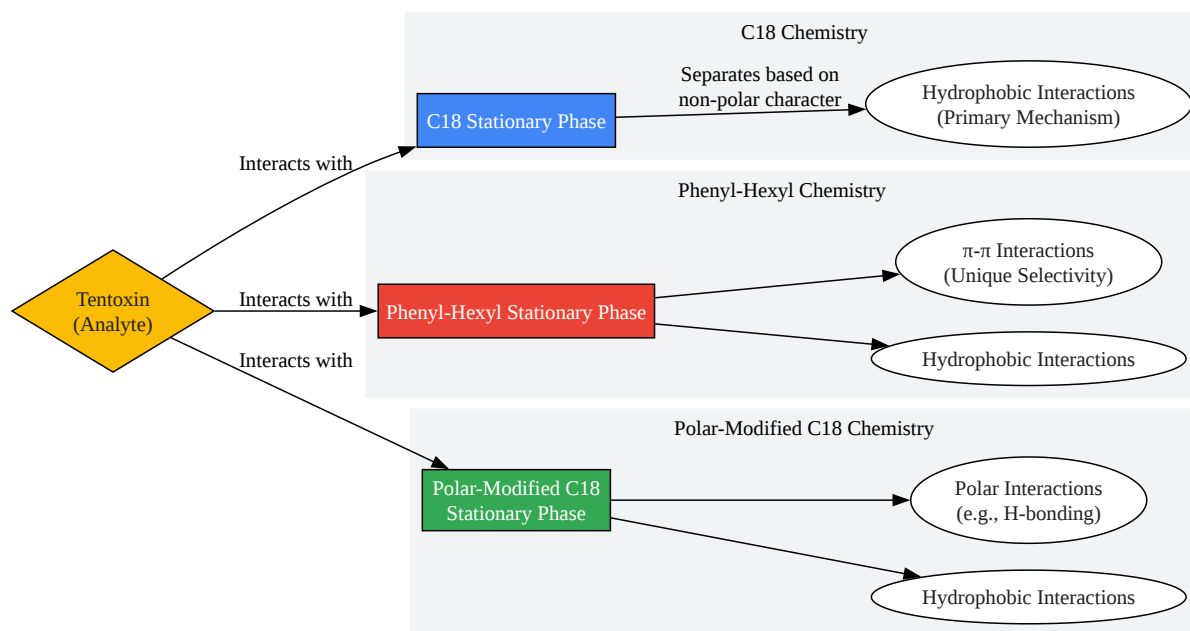 C18 Chemistry
Separates based on
non-polar character
Hydrophobic Interactions
(Primary Mechanism)
C18 Stationary Phase
Interacts with
Phenyl-Hexyl Chemistry
π-π Interactions
(Unique Selectivity)
Tentoxin
(Analyte)
Interacts with
Phenyl-Hexyl Stationary Phase
Hydrophobic Interactions
Interacts with
Polar-Modified C18 Chemistry
Polar-Modified C18
Stationary Phase
Polar Interactions
(e.g., H-bonding)
Hydrophobic Interactions